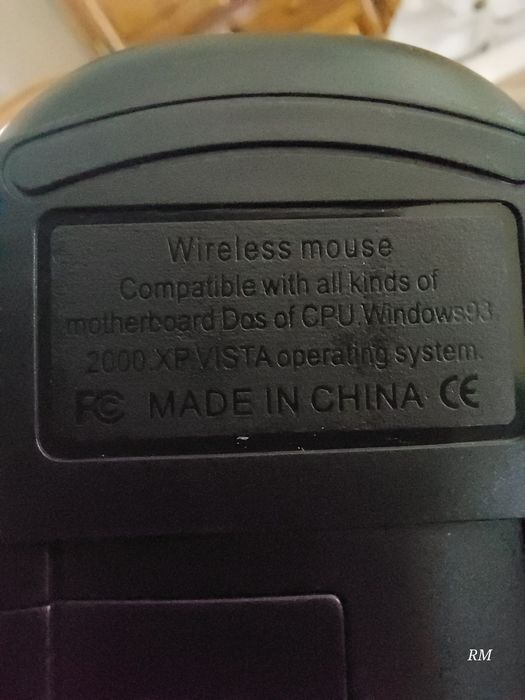 Wireless mouse
Compatible with all kinds of
motherboard Dos of CPU.Windows93.
2000.XP.VISTA operating system.
FC MADE IN CHINA CE
RM